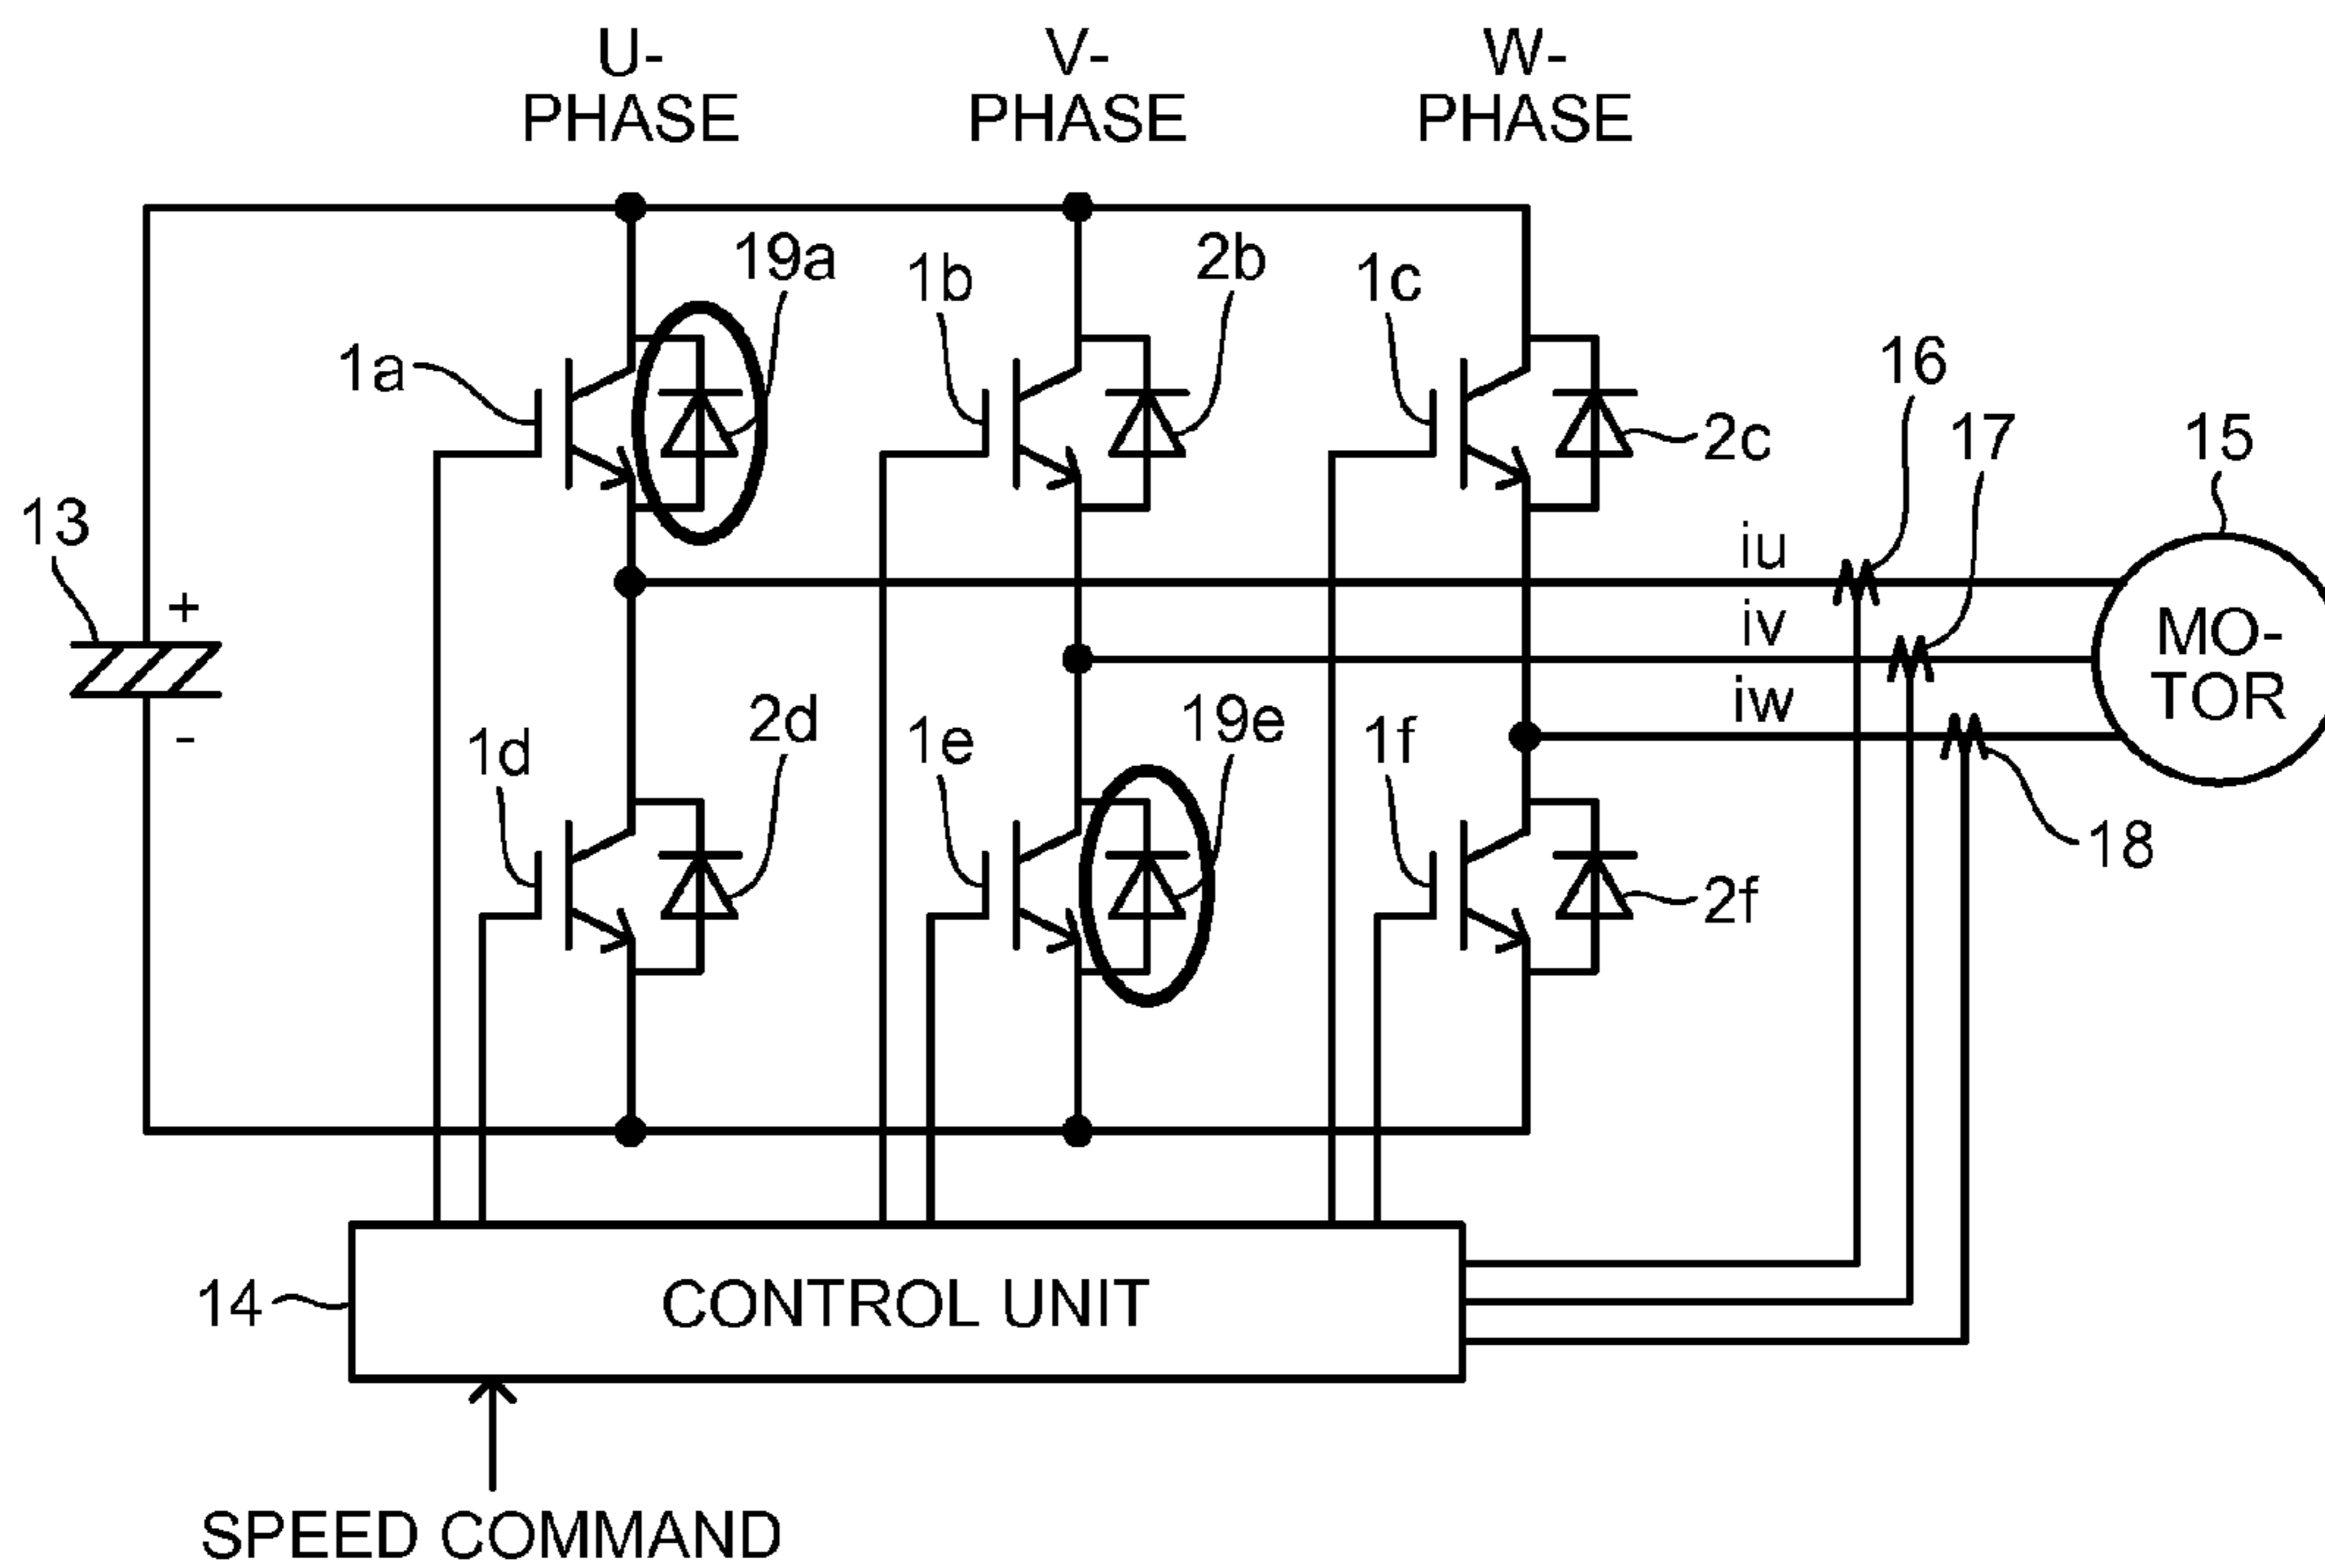 U-
PHASE
V-
PHASE
W-
PHASE
19a
1b
2b
1c
1a
16
2c
17
15
13
iu
+
iv
MO-
TOR
iw
-
1d
2d
1e
19e
1f
18
2f
14
CONTROL UNIT
SPEED COMMAND